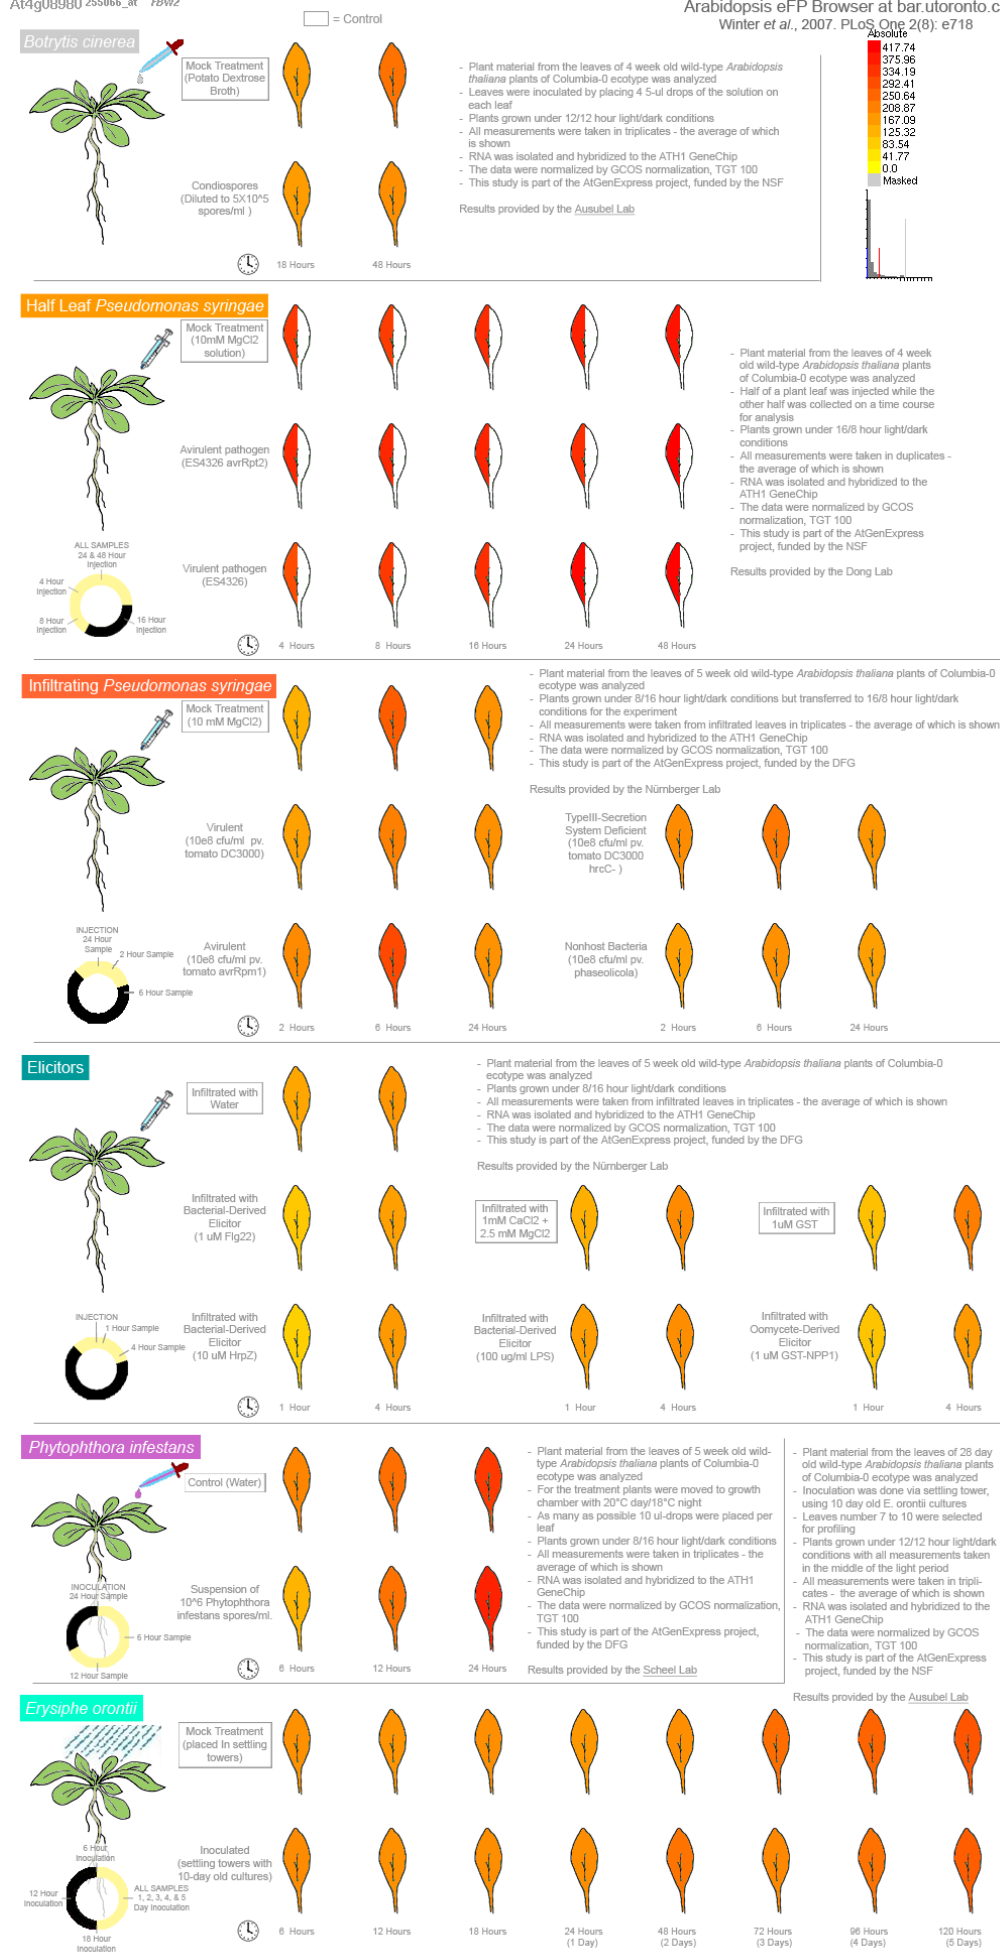 At4g08980 255066_at FBW2
Arabidopsis eFP Browser at bar.utoronto.c
Winter et al., 2007. PLoS One 2(8): e718
= Control
Absolute
417.74
375.96
334.19
292.41
250.64
208.87
167.09
125.32
83.54
41.77
0.0
Masked
Botrytis cinerea
Mock Treatment
(Potato Dextrose
Broth)
- Plant material from the leaves of 4 week old wild-type Arabidopsis
thaliana plants of Columbia-0 ecotype was analyzed
- Leaves were inoculated by placing 4 5-ul drops of the solution on
each leaf
- Plants grown under 12/12 hour light/dark conditions
- All measurements were taken in triplicates - the average of which
is shown
- RNA was isolated and hybridized to the ATH1 GeneChip
- The data were normalized by GCOS normalization, TGT 100
- This study is part of the AtGenExpress project, funded by the NSF
Results provided by the Ausubel Lab
Condiospores
(Diluted to 5X10^5
spores/ml )
18 Hours
48 Hours
Half Leaf Pseudomonas syringae
Mock Treatment
(10mM MgCl2
solution)
Avirulent pathogen
(ES4326 avrRpt2)
Virulent pathogen
(ES4326)
- Plant material from the leaves of 4 week
old wild-type Arabidopsis thaliana plants
of Columbia-0 ecotype was analyzed
- Half of a plant leaf was injected while the
other half was collected on a time course
for analysis
- Plants grown under 16/8 hour light/dark
conditions
- All measurements were taken in duplicates -
the average of which is shown
- RNA was isolated and hybridized to the
ATH1 GeneChip
- The data were normalized by GCOS
normalization, TGT 100
- This study is part of the AtGenExpress
project, funded by the NSF
Results provided by the Dong Lab
ALL SAMPLES
24 & 48 Hour
Injection
4 Hour
Injection
8 Hour
Injection
16 Hour
Injection
4 Hours
8 Hours
16 Hours
24 Hours
48 Hours
Infiltrating Pseudomonas syringae
Mock Treatment
(10 mM MgCl2)
- Plant material from the leaves of 5 week old wild-type Arabidopsis thaliana plants of Columbia-0
ecotype was analyzed
- Plants grown under 8/16 hour light/dark conditions but transferred to 16/8 hour light/dark
conditions for the experiment
- All measurements were taken from infiltrated leaves in triplicates - the average of which is shown
- RNA was isolated and hybridized to the ATH1 GeneChip
- The data were normalized by GCOS normalization, TGT 100
- This study is part of the AtGenExpress project, funded by the DFG
Results provided by the Nürnberger Lab
Virulent
(10e8 cfu/ml pv.
tomato DC3000)
TypeIII-Secretion
System Deficient
(10e8 cfu/ml pv.
tomato DC3000
hrcC- )
Avirulent
(10e8 cfu/ml pv.
tomato avrRpm1)
Nonhost Bacteria
(10e8 cfu/ml pv.
phaseolicola)
INJECTION
24 Hour
Sample
2 Hour Sample
6 Hour Sample
2 Hours
6 Hours
24 Hours
2 Hours
6 Hours
24 Hours
Elicitors
Infiltrated with
Water
- Plant material from the leaves of 5 week old wild-type Arabidopsis thaliana plants of Columbia-0
ecotype was analyzed
- Plants grown under 8/16 hour light/dark conditions
- All measurements were taken from infiltrated leaves in triplicates - the average of which is shown
- RNA was isolated and hybridized to the ATH1 GeneChip
- The data were normalized by GCOS normalization, TGT 100
- This study is part of the AtGenExpress project, funded by the DFG
Results provided by the Nürnberger Lab
Infiltrated with
Bacterial-Derived
Elicitor
(1 uM Flg22)
Infiltrated with
1mM CaCl2 +
2.5 mM MgCl2
Infiltrated with
1uM GST
INJECTION
1 Hour Sample
4 Hour Sample
Infiltrated with
Bacterial-Derived
Elicitor
(10 uM HrpZ)
Infiltrated with
Bacterial-Derived
Elicitor
(100 ug/ml LPS)
Infiltrated with
Oomycete-Derived
Elicitor
(1 uM GST-NPP1)
1 Hour
4 Hours
1 Hour
4 Hours
1 Hour
4 Hours
Phytophthora infestans
Control (Water)
- Plant material from the leaves of 5 week old wild-
type Arabidopsis thaliana plants of Columbia-0
ecotype was analyzed
- For the treatment plants were moved to growth
chamber with 20°C day/18°C night
- As many as possible 10 ul-drops were placed per
leaf
- Plants grown under 8/16 hour light/dark conditions
- All measurements were taken in triplicates - the
average of which is shown
- RNA was isolated and hybridized to the ATH1
GeneChip
- The data were normalized by GCOS normalization,
TGT 100
- This study is part of the AtGenExpress project,
funded by the DFG
Results provided by the Scheel Lab
Suspension of
10^6 Phytophthora
infestans spores/ml.
INOCULATION
24 Hour Sample
6 Hour Sample
12 Hour Sample
6 Hours
12 Hours
24 Hours
- Plant material from the leaves of 28 day
old wild-type Arabidopsis thaliana plants
of Columbia-0 ecotype was analyzed
- Inoculation was done via settling tower,
using 10 day old E. orontii cultures
- Leaves number 7 to 10 were selected
for profiling
- Plants grown under 12/12 hour light/dark
conditions with all measurements taken
in the middle of the light period
- All measurements were taken in tripli-
cates - the average of which is shown
- RNA was isolated and hybridized to the
ATH1 GeneChip
- The data were normalized by GCOS
normalization, TGT 100
- This study is part of the AtGenExpress
project, funded by the NSF
Results provided by the Ausubel Lab
Erysiphe orontii
Mock Treatment
(placed In settling
towers)
Inoculated
(settling towers with
10-day old cultures)
6 Hour
Inoculation
12 Hour
Inoculation
ALL SAMPLES
1, 2, 3, 4, & 5
Day Inoculation
18 Hour
Inoculation
6 Hours
12 Hours
18 Hours
24 Hours
(1 Day)
48 Hours
(2 Days)
72 Hours
(3 Days)
96 Hours
(4 Days)
120 Hours
(5 Days)